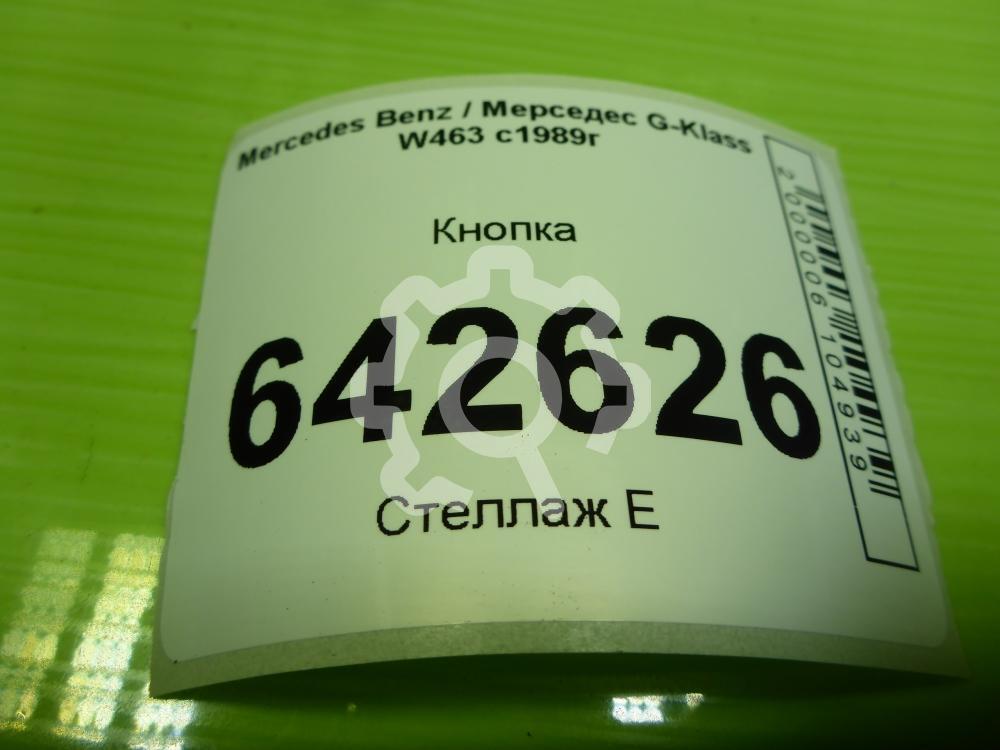 Mercedes Benz / Мерседес G-Klass
W463 с1989г
Кнопка
642626
Стеллаж Е
2000006104939